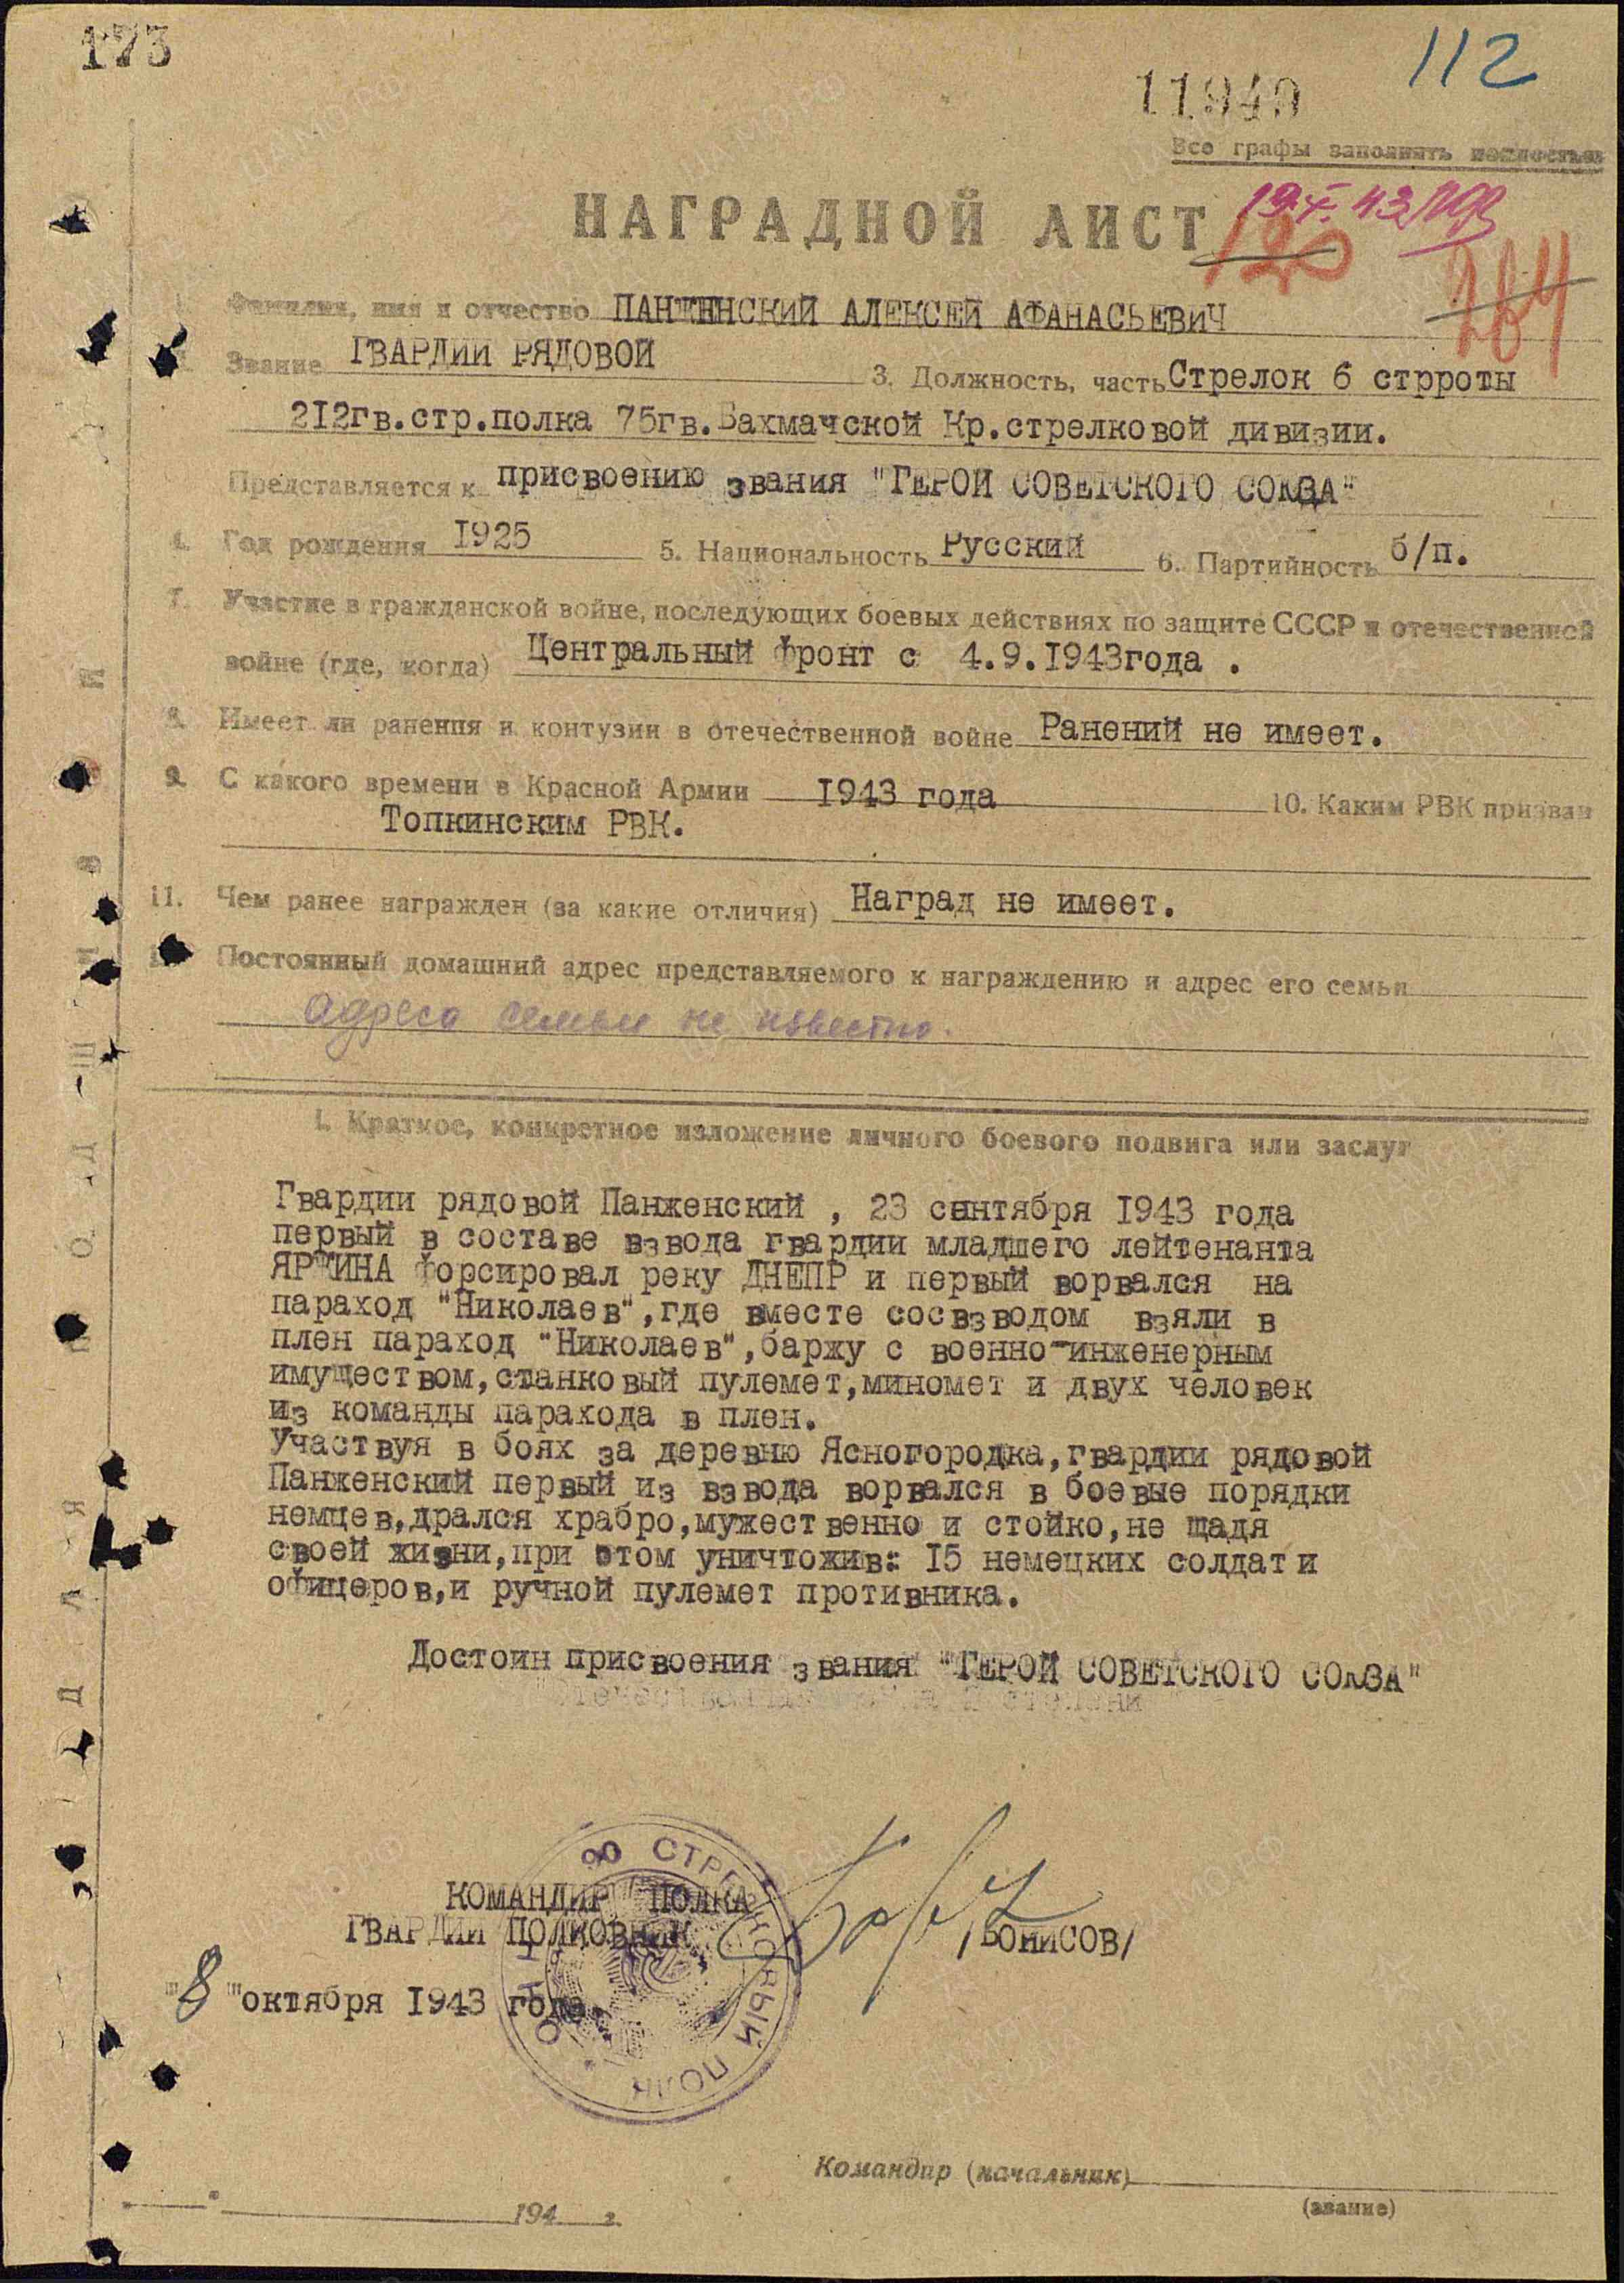 173
112
11940
Все графы заполнять полностью
НАГРАДНОЙ ЛИСТ
120
264
Фамилия, имя и отчество ПАНЖЕНСКИЙ АЛЕКСЕЙ АФАНАСЬЕВИЧ
Звание ГВАРДИИ РЯДОВОЙ 3. Должность, часть Стрелок 6 стрроты
212гв.стр.полка 75гв.Бахмачской Кр.стрелковой дивизии.
Представляется к присвоению звания "ГЕРОЙ СОВЕТСКОГО СОЮЗА"
4. Год рождения 1925 5. Национальность Русский 6. Партийность б/п.
7. Участие в гражданской войне, последующих боевых действиях по защите СССР и отечественной
войне (где, когда) Центральный фронт с 4.9.1943года .
8. Имеет ли ранения и контузии в отечественной войне Ранений не имеет.
9. С какого времени в Красной Армии 1943 года 10. Каким РВК призван
Топкинским РВК.
11. Чем ранее награжден (за какие отличия) Наград не имеет.
Постоянный домашний адрес представляемого к награждению и адрес его семьи
Адреса семьи не известно.
1. Краткое, конкретное изложение личного боевого подвига или заслуг
Гвардии рядовой Панженский , 23 сентября 1943 года
первый в составе взвода гвардии младшего лейтенанта
форсировал реку ДНЕПР и первый ворвался на
параход "Николаев",где вместе сосвзводом взяли в
плен параход "Николаев",баржу с военно-инженерным
имуществом,станковый пулемет,миномет и двух человек
из команды парахода в плен.
Участвуя в боях за деревню Ясногородка,гвардии рядовой
Панженский первый из взвода ворвался в боевые порядки
немцев,дрался храбро,мужественно и стойко,не щадя
своей жизни,при этом уничтожив: 15 немецких солдат и
офицеров,и ручной пулемет противника.
Достоин присвоения звания "ГЕРОЙ СОВЕТСКОГО СОЮЗА"
КОМАНДИР ПОЛКА
ГВАРДИИ ПОЛКОВНИК /БОРИСОВ/
"8"октября 1943 года.
СТРЕЛКОВЫЙ ПОЛК
Командир (начальник)
(звание)
194 г.